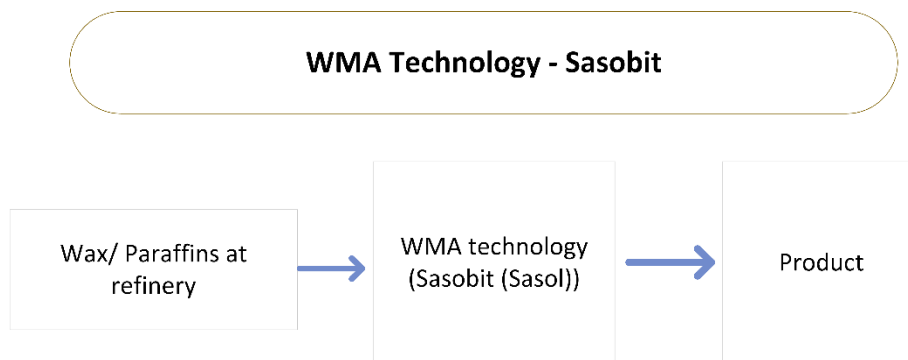 WMA Technology - Sasobit
Wax/ Paraffins at
refinery
WMA technology
(Sasobit (Sasol))
Product